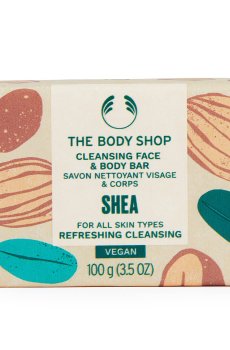 THE BODY SHOP
CLEANSING FACE
& BODY BAR
SAVON NETTOYANT VISAGE
& CORPS
SHEA
FOR ALL SKIN TYPES
REFRESHING CLEANSING
VEGAN
100 g (3.5 OZ)